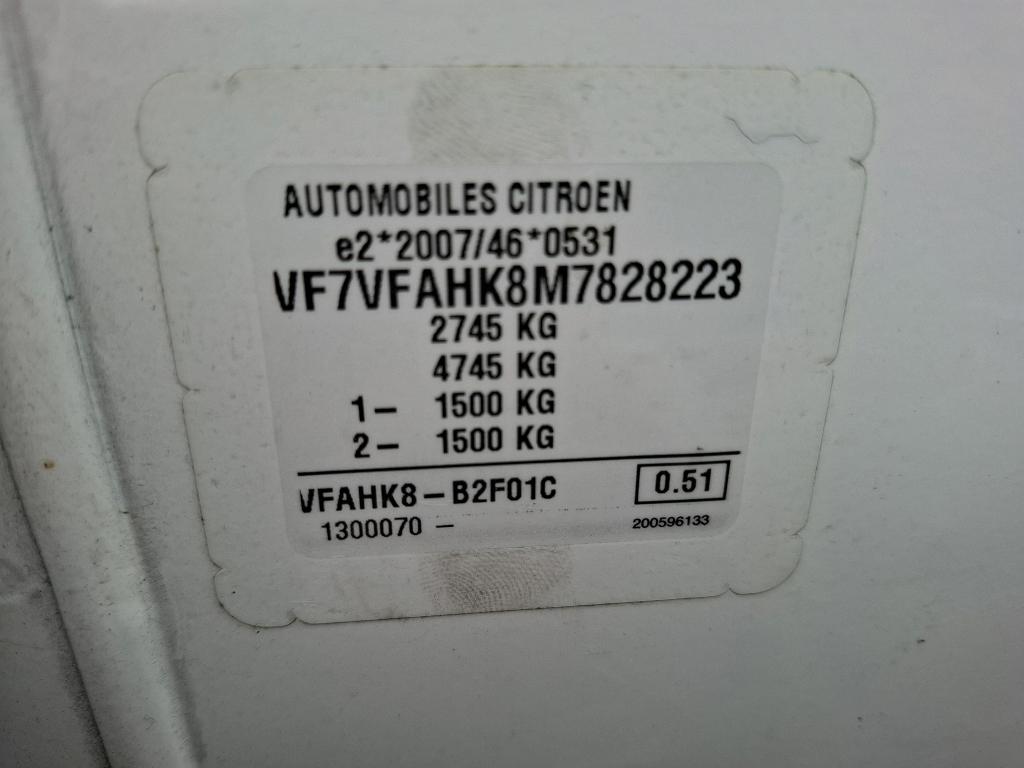 AUTOMOBILES CITROEN
e2*2007/46*0531
VF7VFAHK8M7828223
2745 KG
4745 KG
1- 1500 KG
2- 1500 KG
VFAHK8-B2F01C 0.51
1300070 - 200596133